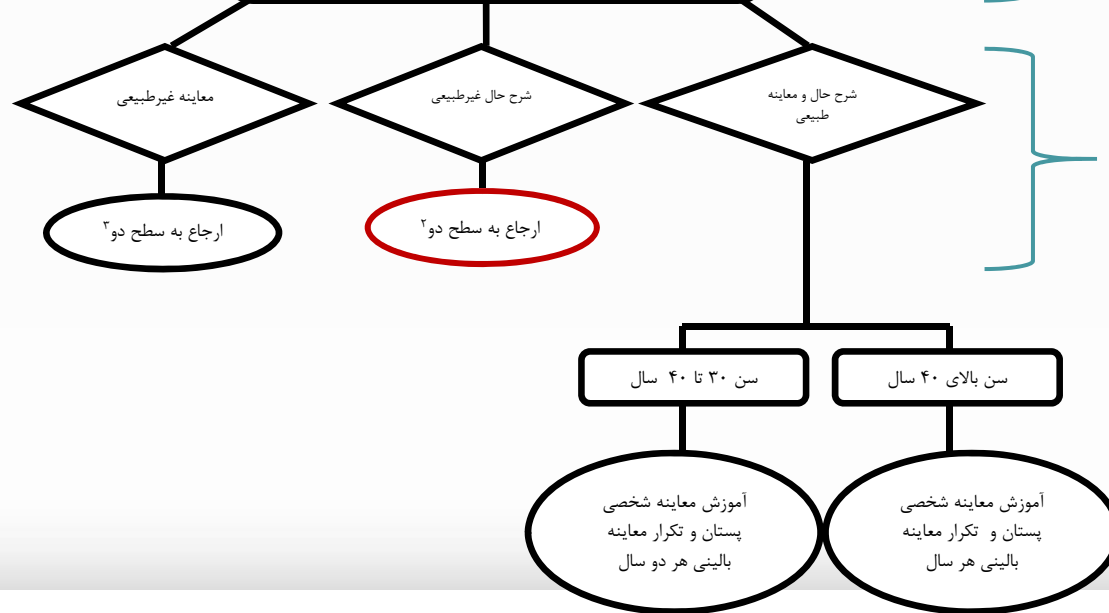 شرح حال و معاینه
طبیعی
شرح حال غیرطبیعی
معاینه غیرطبیعی
ارجاع به سطح دو۲
ارجاع به سطح دو۳
سن بالای ۴۰ سال
سن ۳۰ تا ۴۰ سال
آموزش معاینه شخصی
پستان و تکرار معاینه
بالینی هر سال
آموزش معاینه شخصی
پستان و تکرار معاینه
بالینی هر دو سال